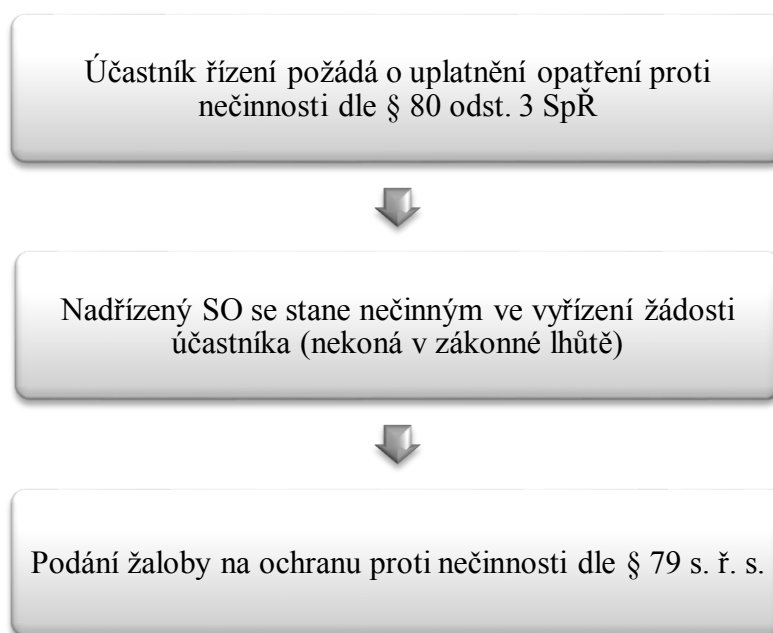 Účastník řízení požádá o uplatnění opatření proti
nečinnosti dle § 80 odst. 3 SpŘ
Nadřízený SO se stane nečinným ve vyřízení žádosti
účastníka (nekoná v zákonné lhůtě)
Podání žaloby na ochranu proti nečinnosti dle § 79 s. ř. s.